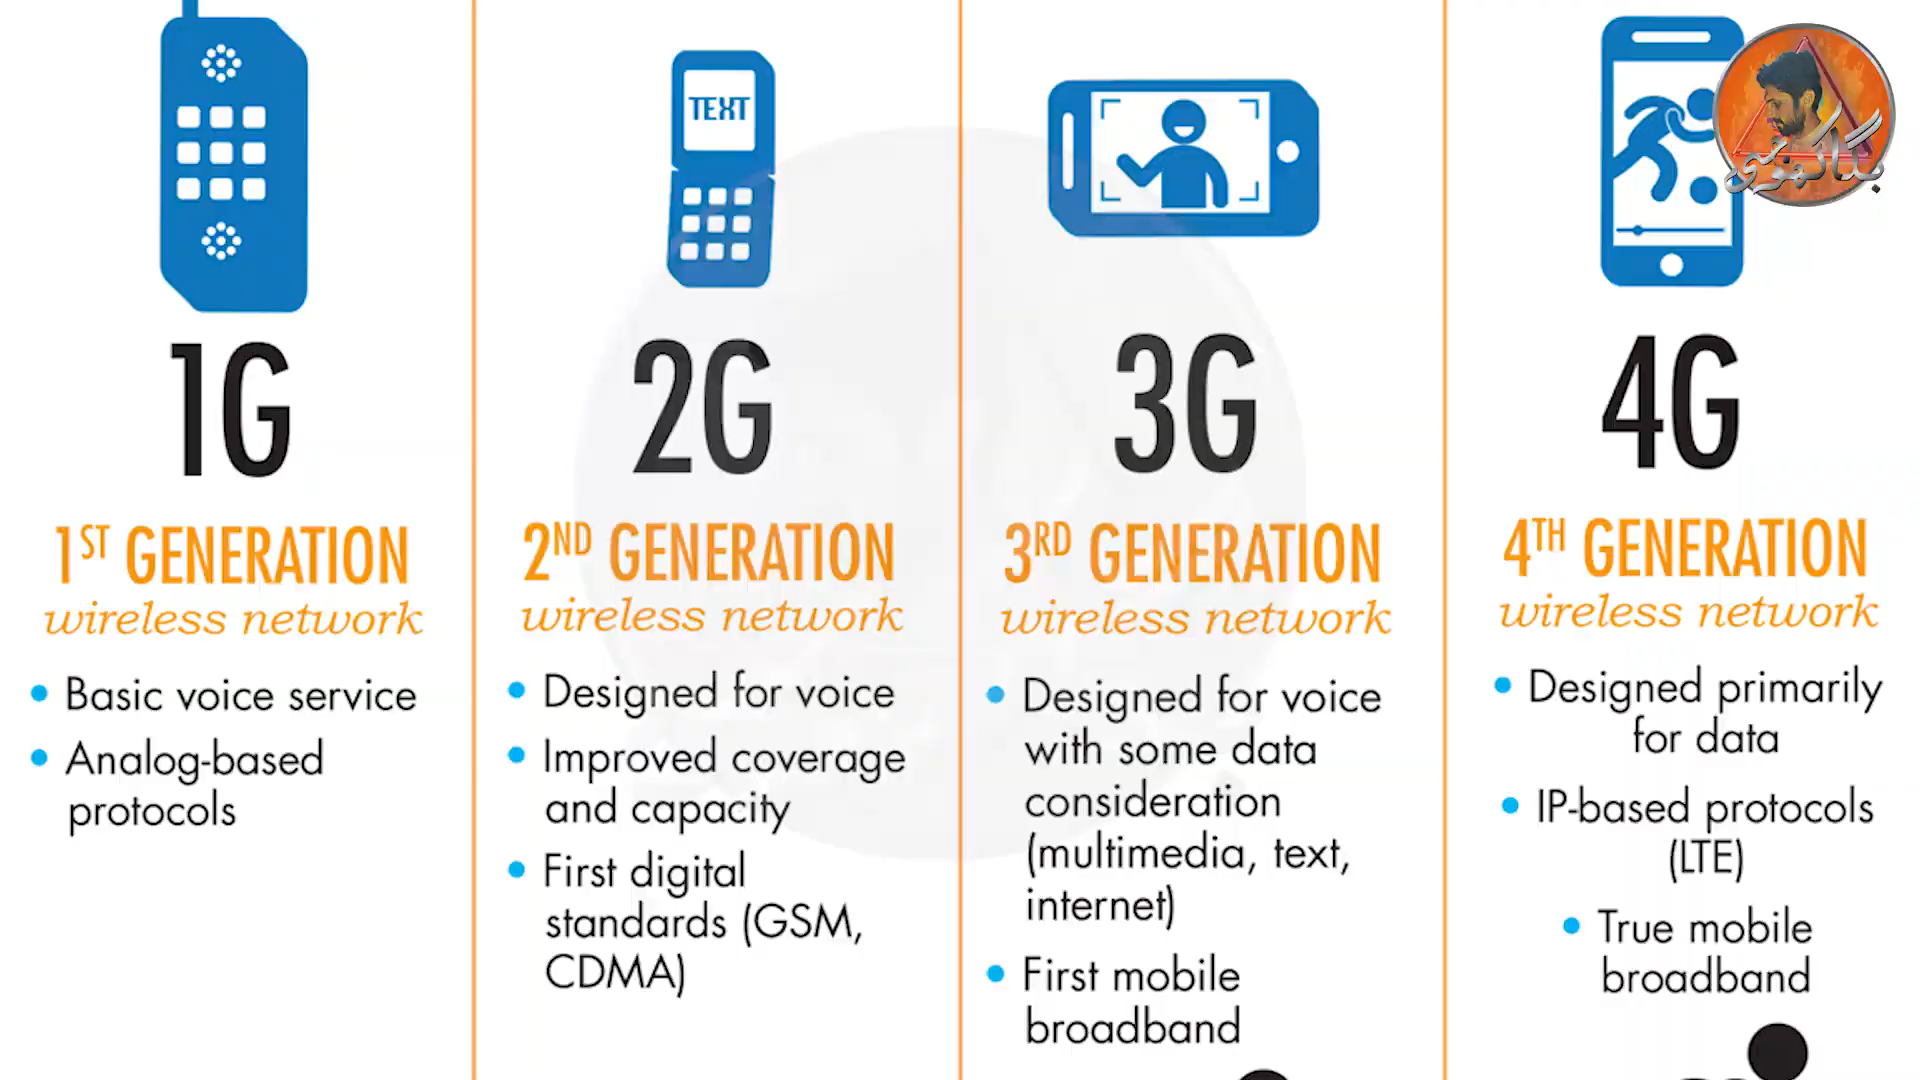 TEXT
1G
1ST GENERATION
wireless network
• Basic voice service
• Analog-based
protocols
2G
2ND GENERATION
wireless network
• Designed for voice
• Improved coverage
and capacity
• First digital
standards (GSM,
CDMA)
3G
3RD GENERATION
wireless network
• Designed for voice
with some data
consideration
(multimedia, text,
internet)
• First mobile
broadband
4G
4TH GENERATION
wireless network
• Designed primarily
for data
• IP-based protocols
(LTE)
• True mobile
broadband